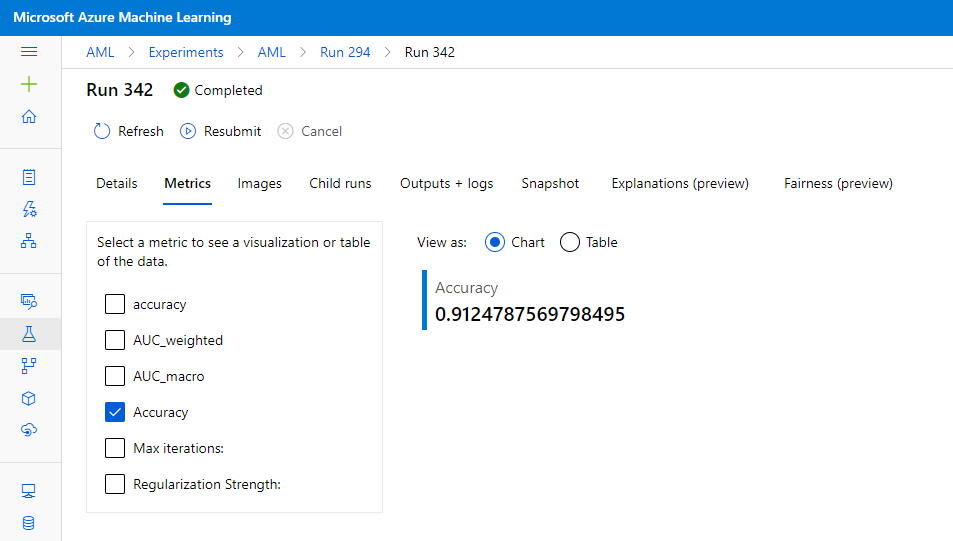 Microsoft Azure Machine Learning
AML > Experiments > AML > Run 294 > Run 342
Run 342 Completed
Refresh Resubmit Cancel
Details Metrics Images Child runs Outputs + logs Snapshot Explanations (preview) Fairness (preview)
Select a metric to see a visualization or table
of the data.
accuracy
AUC_weighted
AUC_macro
Accuracy
Max iterations:
Regularization Strength:
View as: Chart Table
Accuracy
0.9124787569798495